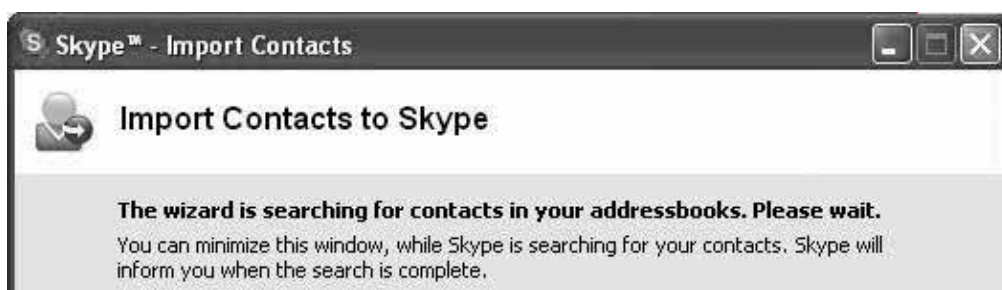 S Skype™ - Import Contacts
Import Contacts to Skype
The wizard is searching for contacts in your addressbooks. Please wait.
You can minimize this window, while Skype is searching for your contacts. Skype will
inform you when the search is complete.